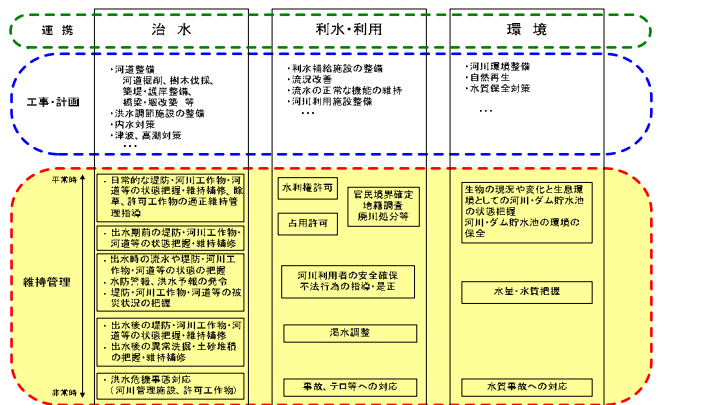 連携
治水
利水・利用
環境
工事・計画
・河道整備
河道掘削、樹木伐採、
築堤・護岸整備、
橋梁・堰改築 等
・洪水調節施設の整備
・内水対策
・津波、高潮対策
…
・利水補給施設の整備
・流況改善
・流水の正常な機能の維持
・河川利用施設整備
…
・河川環境整備
・自然再生
・水質保全対策
…
維持管理
平常時
非常時
・日常的な堤防・河川工作物・河
道等の状態把握・維持補修、除
草、許可工作物の適正維持管
理指導
・出水期前の堤防・河川工作物・
河道等の状態把握・維持補修
・出水時の流水や堤防・河川工
作物・河道等の状態の把握
・水防警報、洪水予報の発令
・堤防・河川工作物・河道等の被
災状況の把握
・出水後の堤防・河川工作物・河
道等の状態把握・維持補修
・出水後の異常洗掘・土砂堆積
の把握・維持補修
・洪水危機事態対応
(河川管理施設、許可工作物)
水利権許可
占用許可
官民境界確定
地籍調査
廃川処分等
河川利用者の安全確保
不法行為の指導・是正
渇水調整
事故、テロ等への対応
生物の現況や変化と生息環
境としての河川・ダム貯水池
の状態把握
河川・ダム貯水池の環境の
保全
水量・水質把握
水質事故への対応